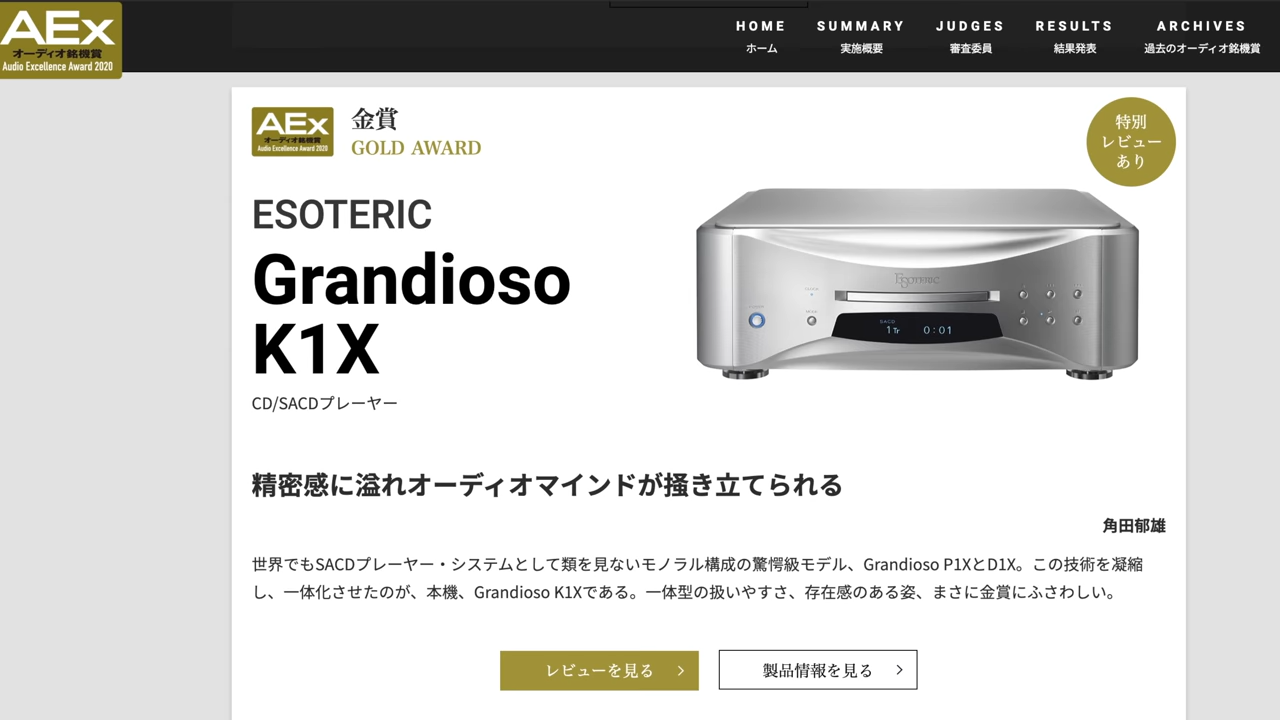 AEx
オーディオ銘機賞
Audio Excellence Award 2020
HOME
ホーム
SUMMARY
実施概要
JUDGES
審査委員
RESULTS
結果発表
ARCHIVES
過去のオーディオ銘機賞
AEx
オーディオ銘機賞
Audio Excellence Award 2020
金賞
GOLD AWARD
特別
レビュー
あり
ESOTERIC
Grandioso
K1X
CD/SACDプレーヤー
ESOTERIC
SACD
1Tr 0:01
精密感に溢れオーディオマインドが掻き立てられる
角田郁雄
世界でもSACDプレーヤー・システムとして類を見ないモノラル構成の驚愕級モデル、Grandioso P1XとD1X。この技術を凝縮
し、一体化させたのが、本機、Grandioso K1Xである。一体型の扱いやすさ、存在感のある姿、まさに金賞にふさわしい。
レビューを見る
製品情報を見る